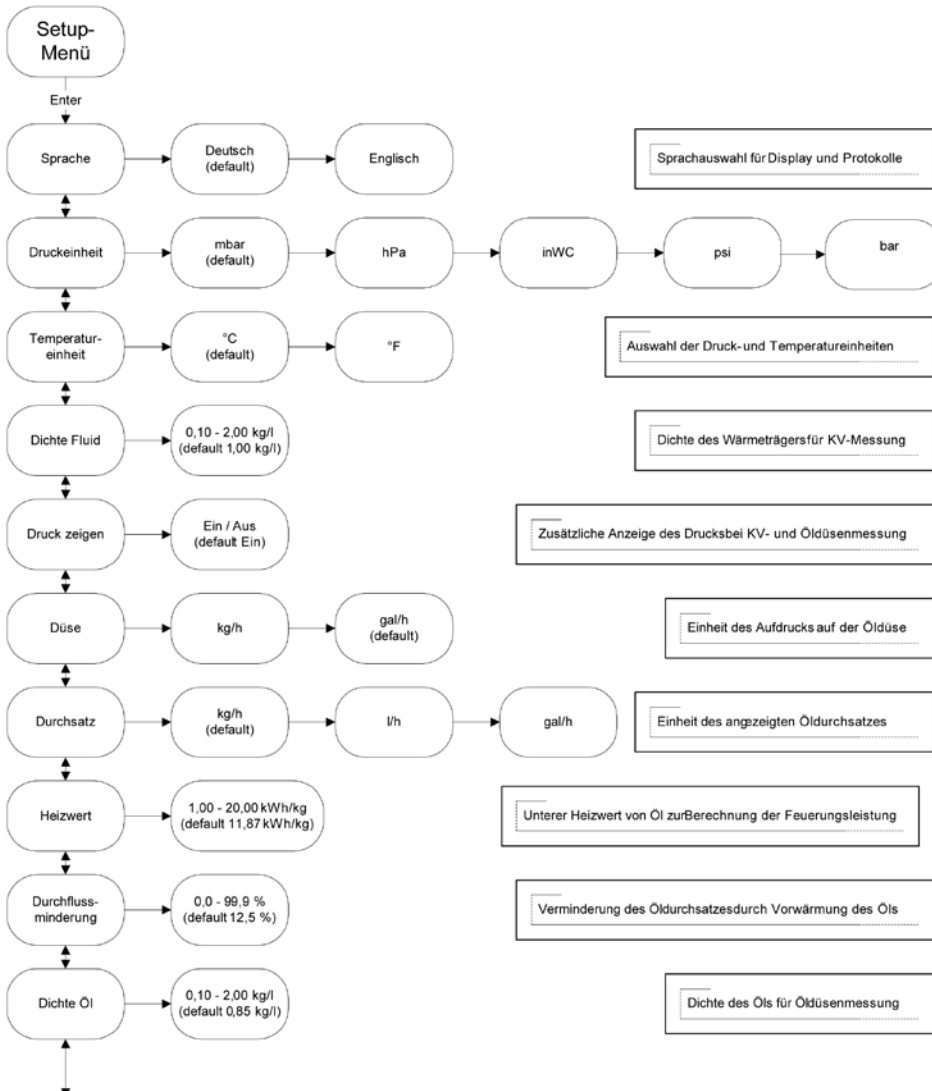 Setup-
Menü
Enter
Sprache
Deutsch
(default)
Englisch
Sprachauswahl für Display und Protokolle
Druckeinheit
mbar
(default)
hPa
inWC
psi
bar
Temperatur-
einheit
°C
(default)
°F
Auswahl der Druck-und Temperatureinheiten
Dichte Fluid
0,10 - 2,00 kg/l
(default 1,00 kg/l)
Dichte des Wärmeträgersfür KV-Messung
Druck zeigen
Ein / Aus
(default Ein)
Zusätzliche Anzeige des Drucksbei KV- und Öldüsenmessung
Düse
kg/h
gal/h
(default)
Einheit des Aufdrucks auf der Öldüse
Durchsatz
kg/h
(default)
l/h
gal/h
Einheit des angezeigten Öldurchsatzes
Heizwert
1,00 - 20,00 kWh/kg
(default 11,87 kWh/kg)
Unterer Heizwert von Öl zurBerechnung der Feuerungsleistung
Durchfluss-
minderung
0,0 - 99,9 %
(default 12,5 %)
Verminderung des Öldurchsatzesdurch Vorwärmung des Öls
Dichte Öl
0,10 - 2,00 kg/l
(default 0,85 kg/l)
Dichte des Öls für Öldüsenmessung